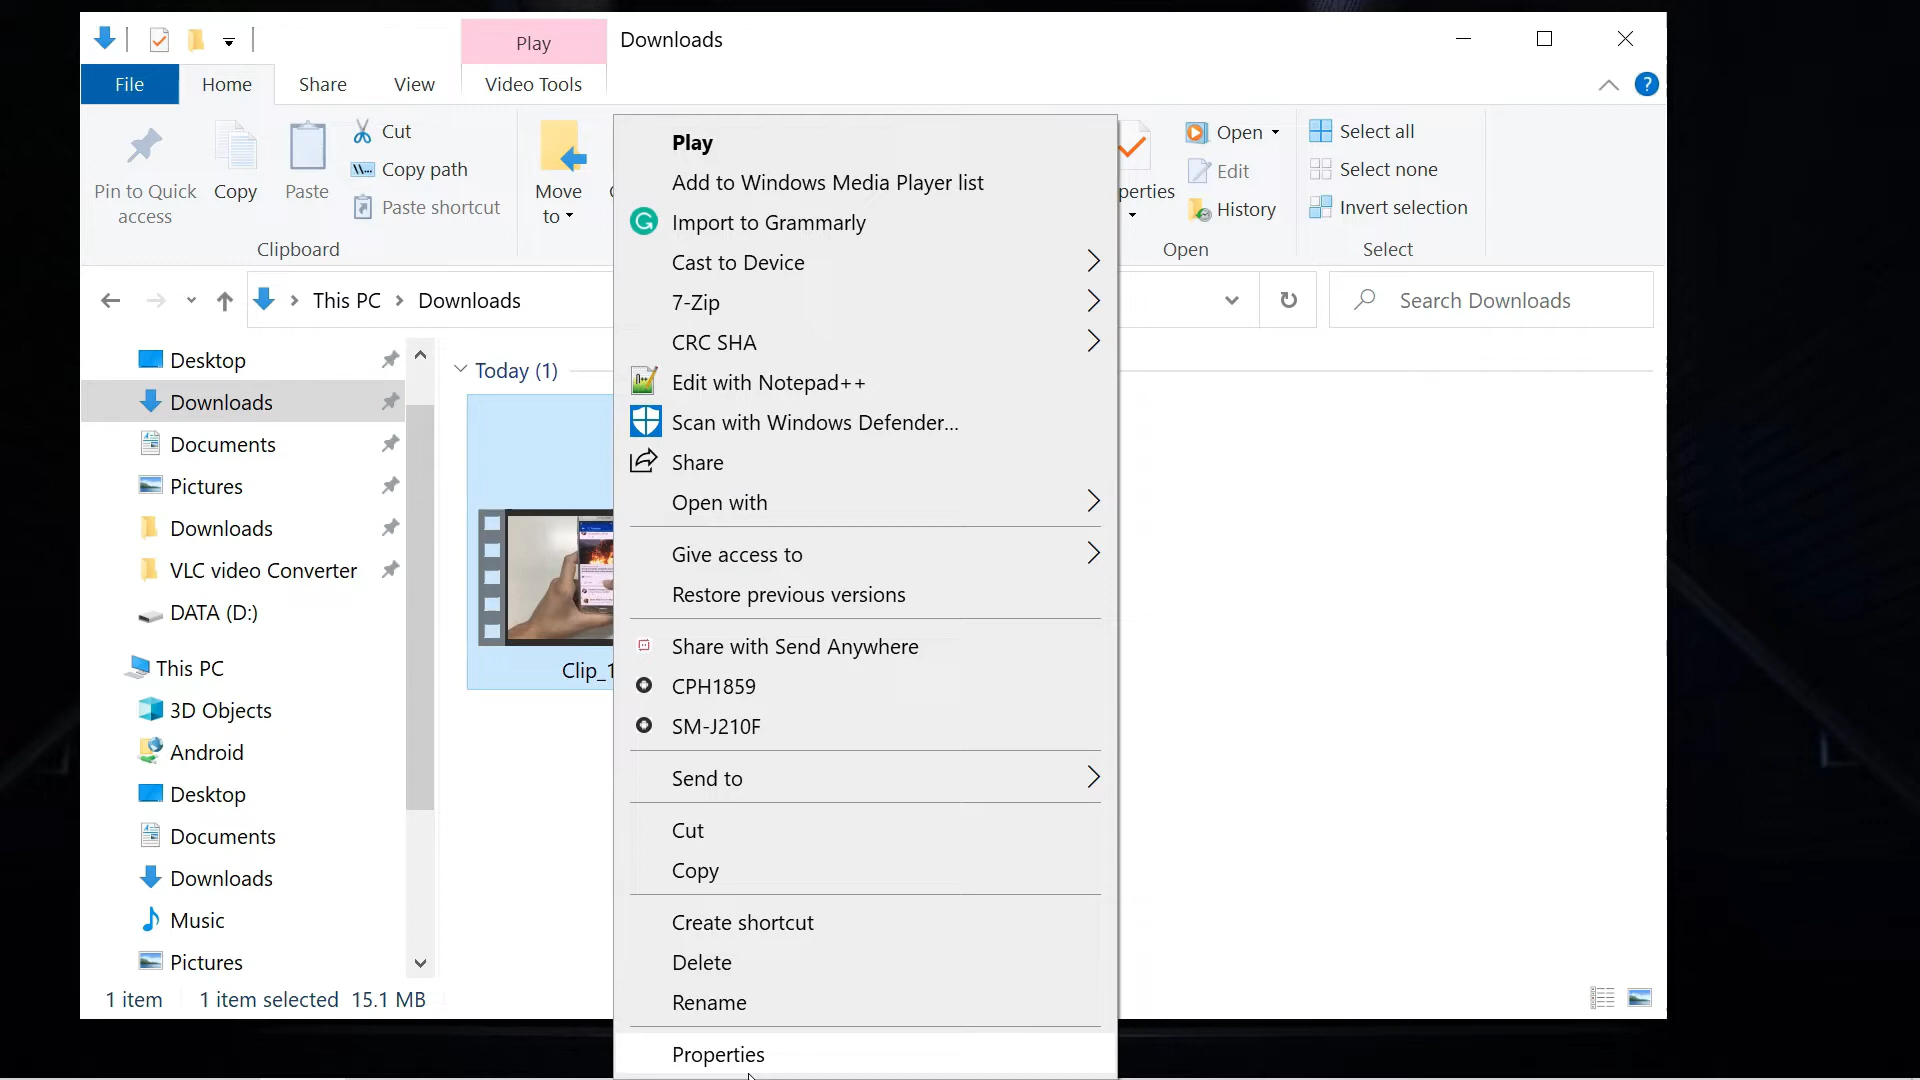 Play
Downloads
File
Home
Share
View
Video Tools
Pin to Quick
access
Copy
Paste
Cut
Copy path
Paste shortcut
Clipboard
Move
to
perties
Open
Edit
History
Open
Select all
Select none
Invert selection
Select
This PC
Downloads
Search Downloads
Desktop
Downloads
Documents
Pictures
Downloads
VLC video Converter
DATA (D:)
This PC
3D Objects
Android
Desktop
Documents
Downloads
Music
Pictures
Today (1)
Clip_1
Play
Add to Windows Media Player list
Import to Grammarly
Cast to Device
7-Zip
CRC SHA
Edit with Notepad++
Scan with Windows Defender...
Share
Open with
Give access to
Restore previous versions
Share with Send Anywhere
CPH1859
SM-J210F
Send to
Cut
Copy
Create shortcut
Delete
Rename
Properties
1 item
1 item selected 15.1 MB